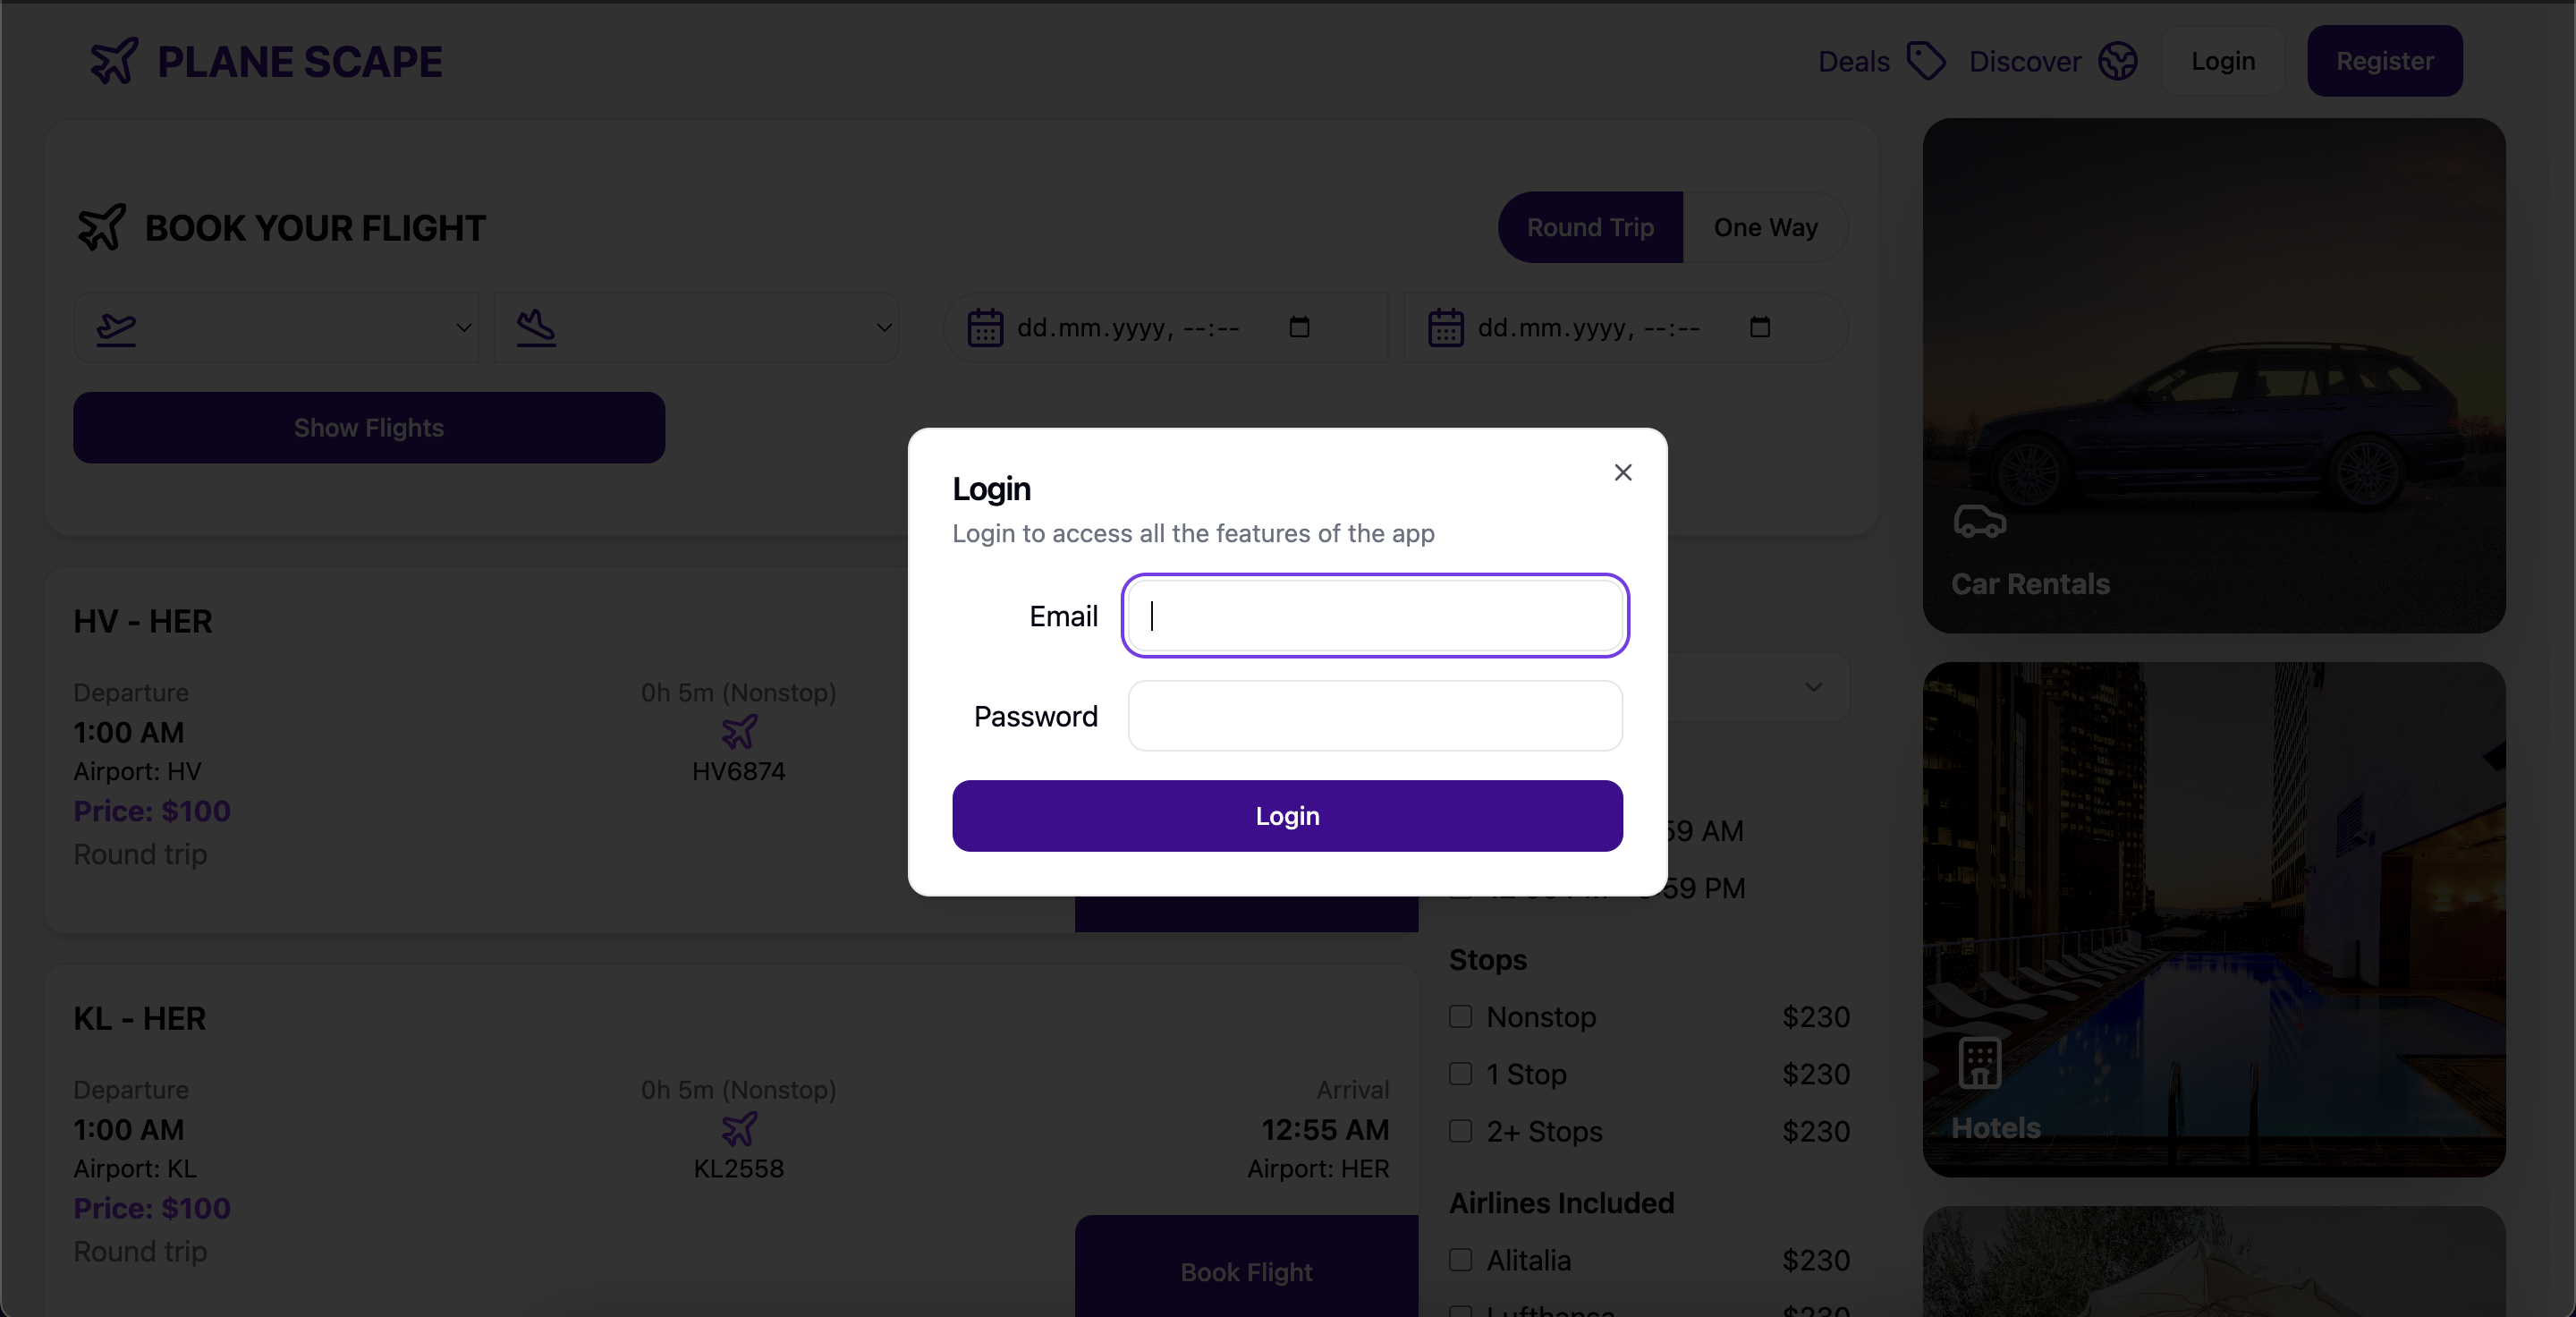 PLANE SCAPE
Deals
Discover
Login
Register
BOOK YOUR FLIGHT
Round Trip
One Way
dd.mm.yyyy, --:--
dd.mm.yyyy, --:--
Show Flights
Login
Login to access all the features of the app
Email
Password
Login
HV - HER
Departure
1:00 AM
Airport: HV
Price: $100
Round trip
0h 5m (Nonstop)
HV6874
59 AM
59 PM
KL - HER
Departure
1:00 AM
Airport: KL
Price: $100
Round trip
0h 5m (Nonstop)
KL2558
Arrival
12:55 AM
Airport: HER
Book Flight
Stops
Nonstop $230
1 Stop $230
2+ Stops $230
Airlines Included
Alitalia $230
Lufthansa $230
Car Rentals
Hotels